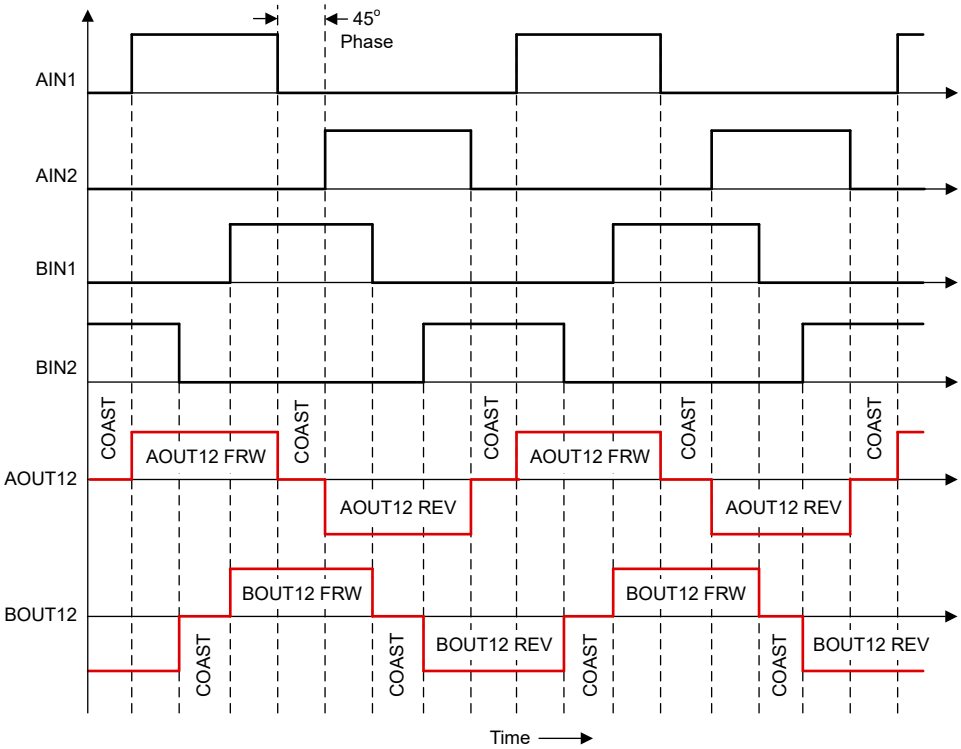 45o
Phase
AIN1
AIN2
BIN1
BIN2
COAST
COAST
COAST
COAST
COAST
AOUT12 FRW
AOUT12 FRW
AOUT12
AOUT12 REV
AOUT12 REV
BOUT12 FRW
BOUT12 FRW
BOUT12
BOUT12 REV
BOUT12 REV
COAST
COAST
COAST
COAST
Time